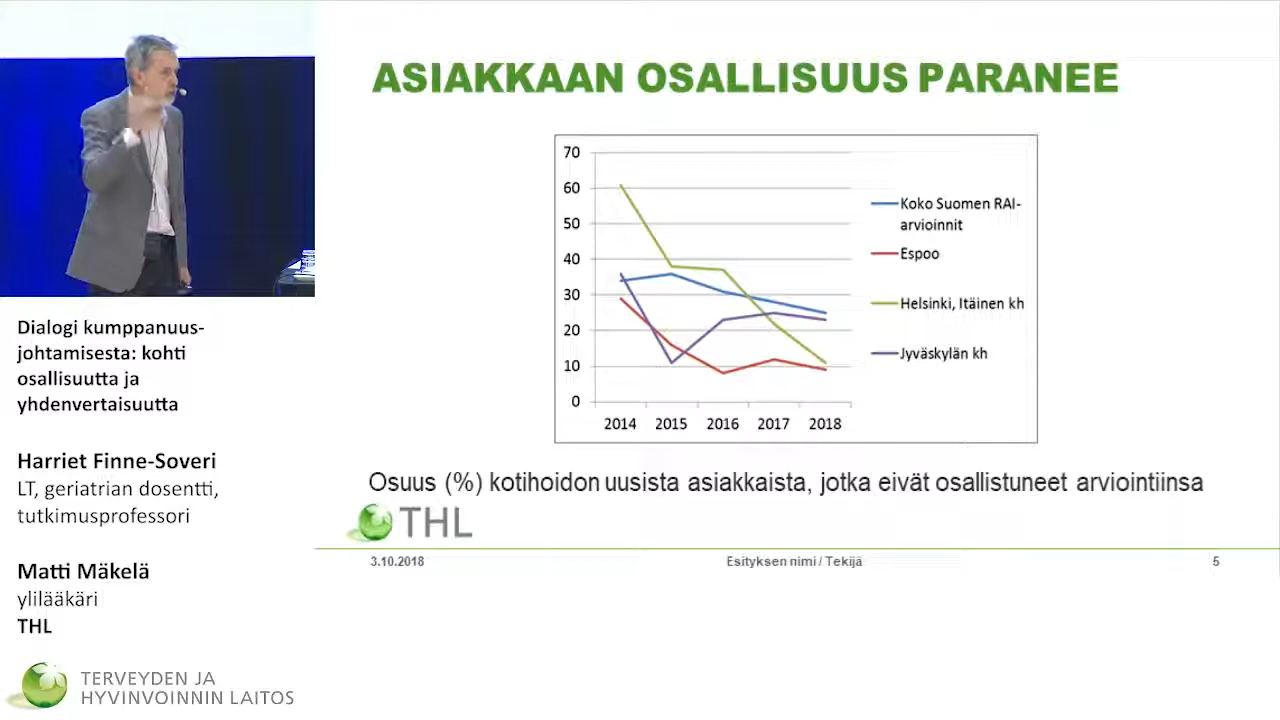 ASIAKKAAN OSALLISUUS PARANEE
70
60
50
40
30
20
10
0
2014 2015 2016 2017 2018
Koko Suomen RAI-
arvioinnit
Espoo
Helsinki, Itäinen kh
Jyväskylän kh
Osuus (%) kotihoidon uusista asiakkaista, jotka eivät osallistuneet arviointiinsa
THL
3.10.2018 Esityksen nimi / Tekijä 5
Dialogi kumppanuus-
johtamisesta: kohti
osallisuutta ja
yhdenvertaisuutta
Harriet Finne-Soveri
LT, geriatrian dosentti,
tutkimusprofessori
Matti Mäkelä
ylilääkäri
THL
TERVEYDEN JA
HYVINVOINNIN LAITOS